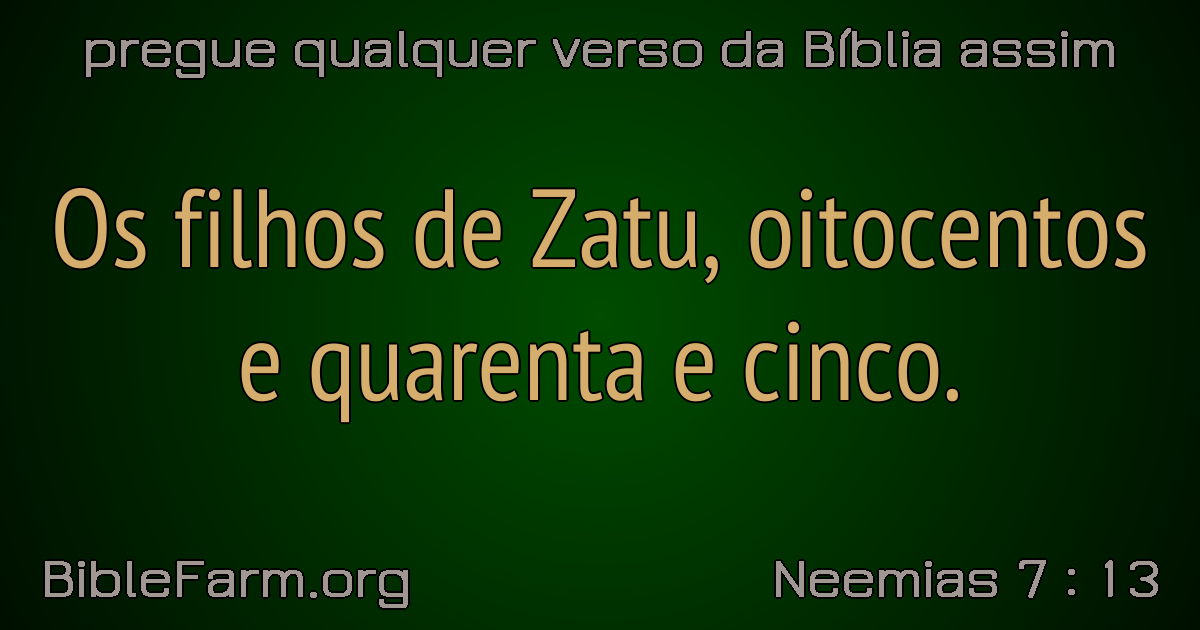 pregue qualquer verso da Bíblia assim
Os filhos de Zatu, oitocentos
e quarenta e cinco.
BibleFarm.org
Neemias 7 : 13